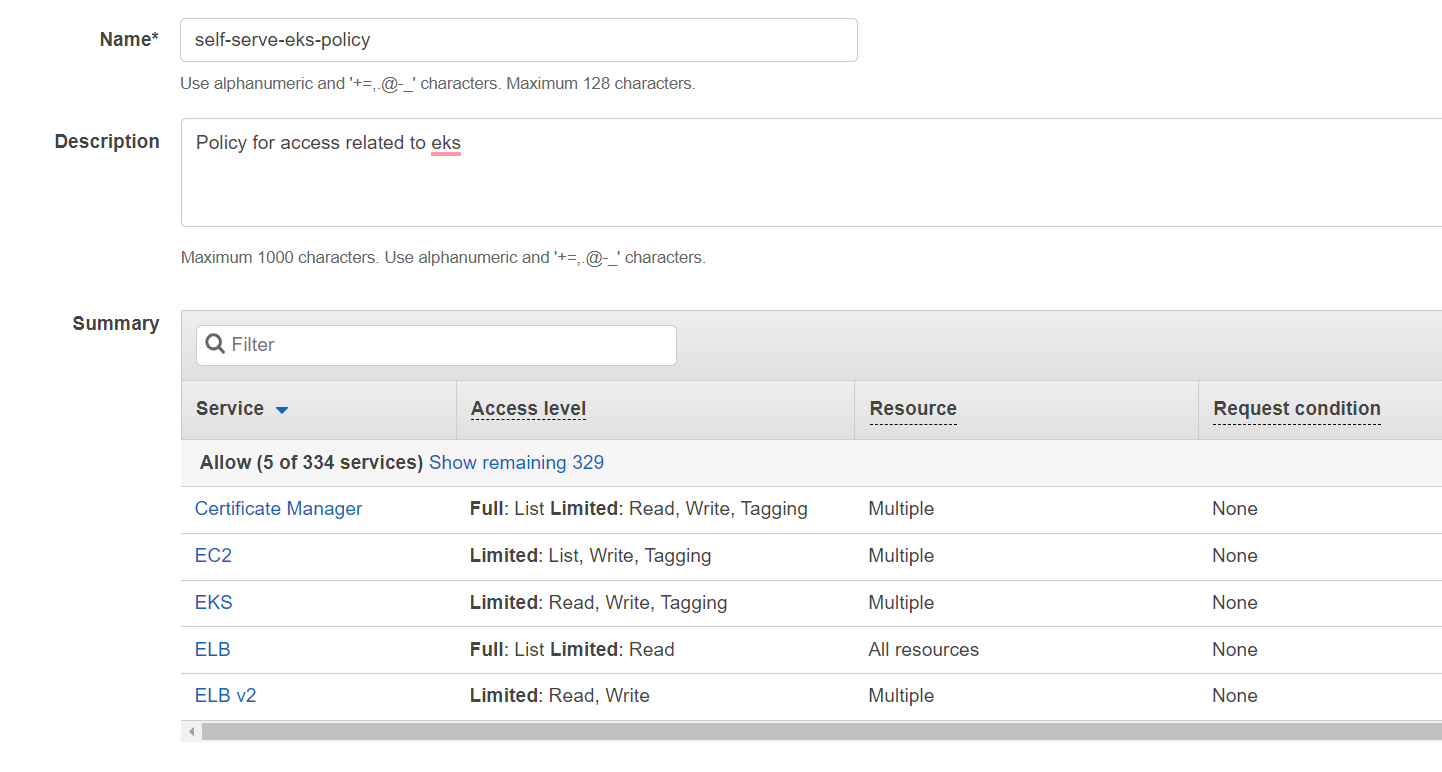 Name* self-serve-eks-policy
Use alphanumeric and '+=,.@-_' characters. Maximum 128 characters.
Description Policy for access related to eks
Maximum 1000 characters. Use alphanumeric and '+=,.@-_' characters.
Summary Filter
Service Access level Resource Request condition
Allow (5 of 334 services) Show remaining 329
Certificate Manager Full: List Limited: Read, Write, Tagging Multiple None
EC2 Limited: List, Write, Tagging Multiple None
EKS Limited: Read, Write, Tagging Multiple None
ELB Full: List Limited: Read All resources None
ELB v2 Limited: Read, Write Multiple None